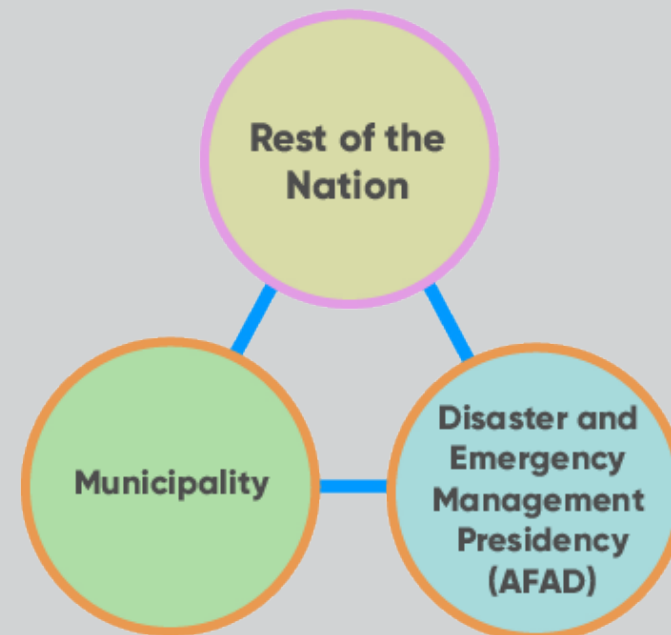 Rest of the
Nation
Municipality
Disaster and
Emergency
Management
Presidency
(AFAD)